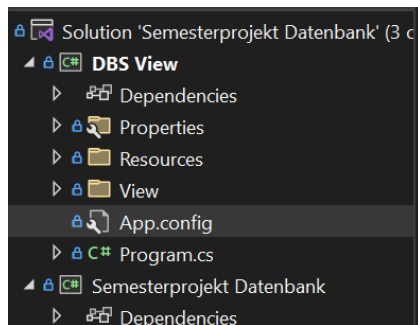 Solution 'Semesterprojekt Datenbank' (3 c
C# DBS View
Dependencies
Properties
Resources
View
App.config
C# Program.cs
C# Semesterprojekt Datenbank
Dependencies